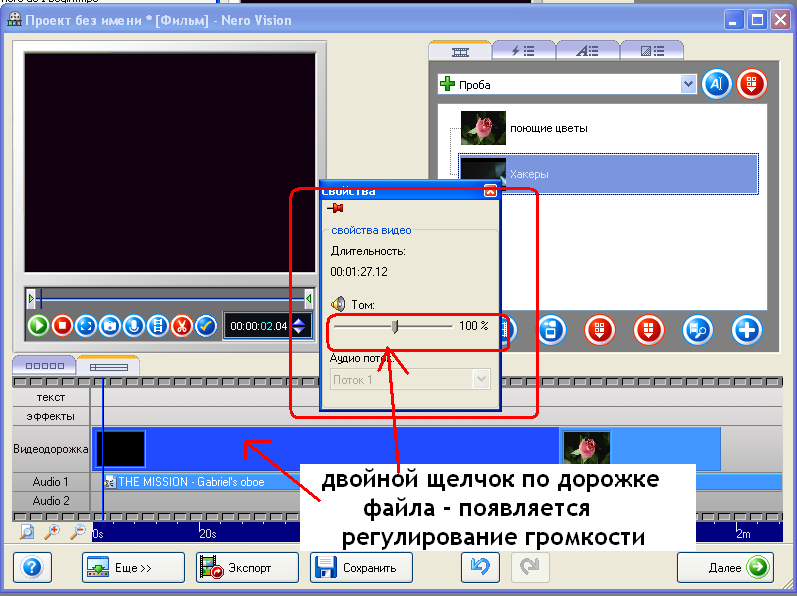 Проект без имени * [Фильм] - Nero Vision
Проба
поющие цветы
Хакеры
Свойства
свойства видео
Длительность:
00:01:27.12
Том:
100 %
Аудио поток:
Поток 1
00:00:02.04
текст
эффекты
Видеодорожка
Audio 1
THE MISSION - Gabriel's oboe
Audio 2
двойной щелчок по дорожке
файла - появляется
регулирование громкости
0s
20s
2m
Еще >>
Экспорт
Сохранить
Далее